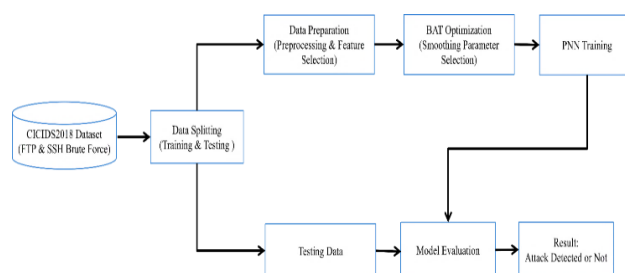 Data Preparation
(Preprocessing & Feature
Selection)
BAT Optimization
(Smoothing Parameter
Selection)
PNN Training
CICIDS2018 Dataset
(FTP & SSH Brute Force)
Data Splitting
(Training & Testing )
Testing Data
Model Evaluation
Result:
Attack Detected or Not